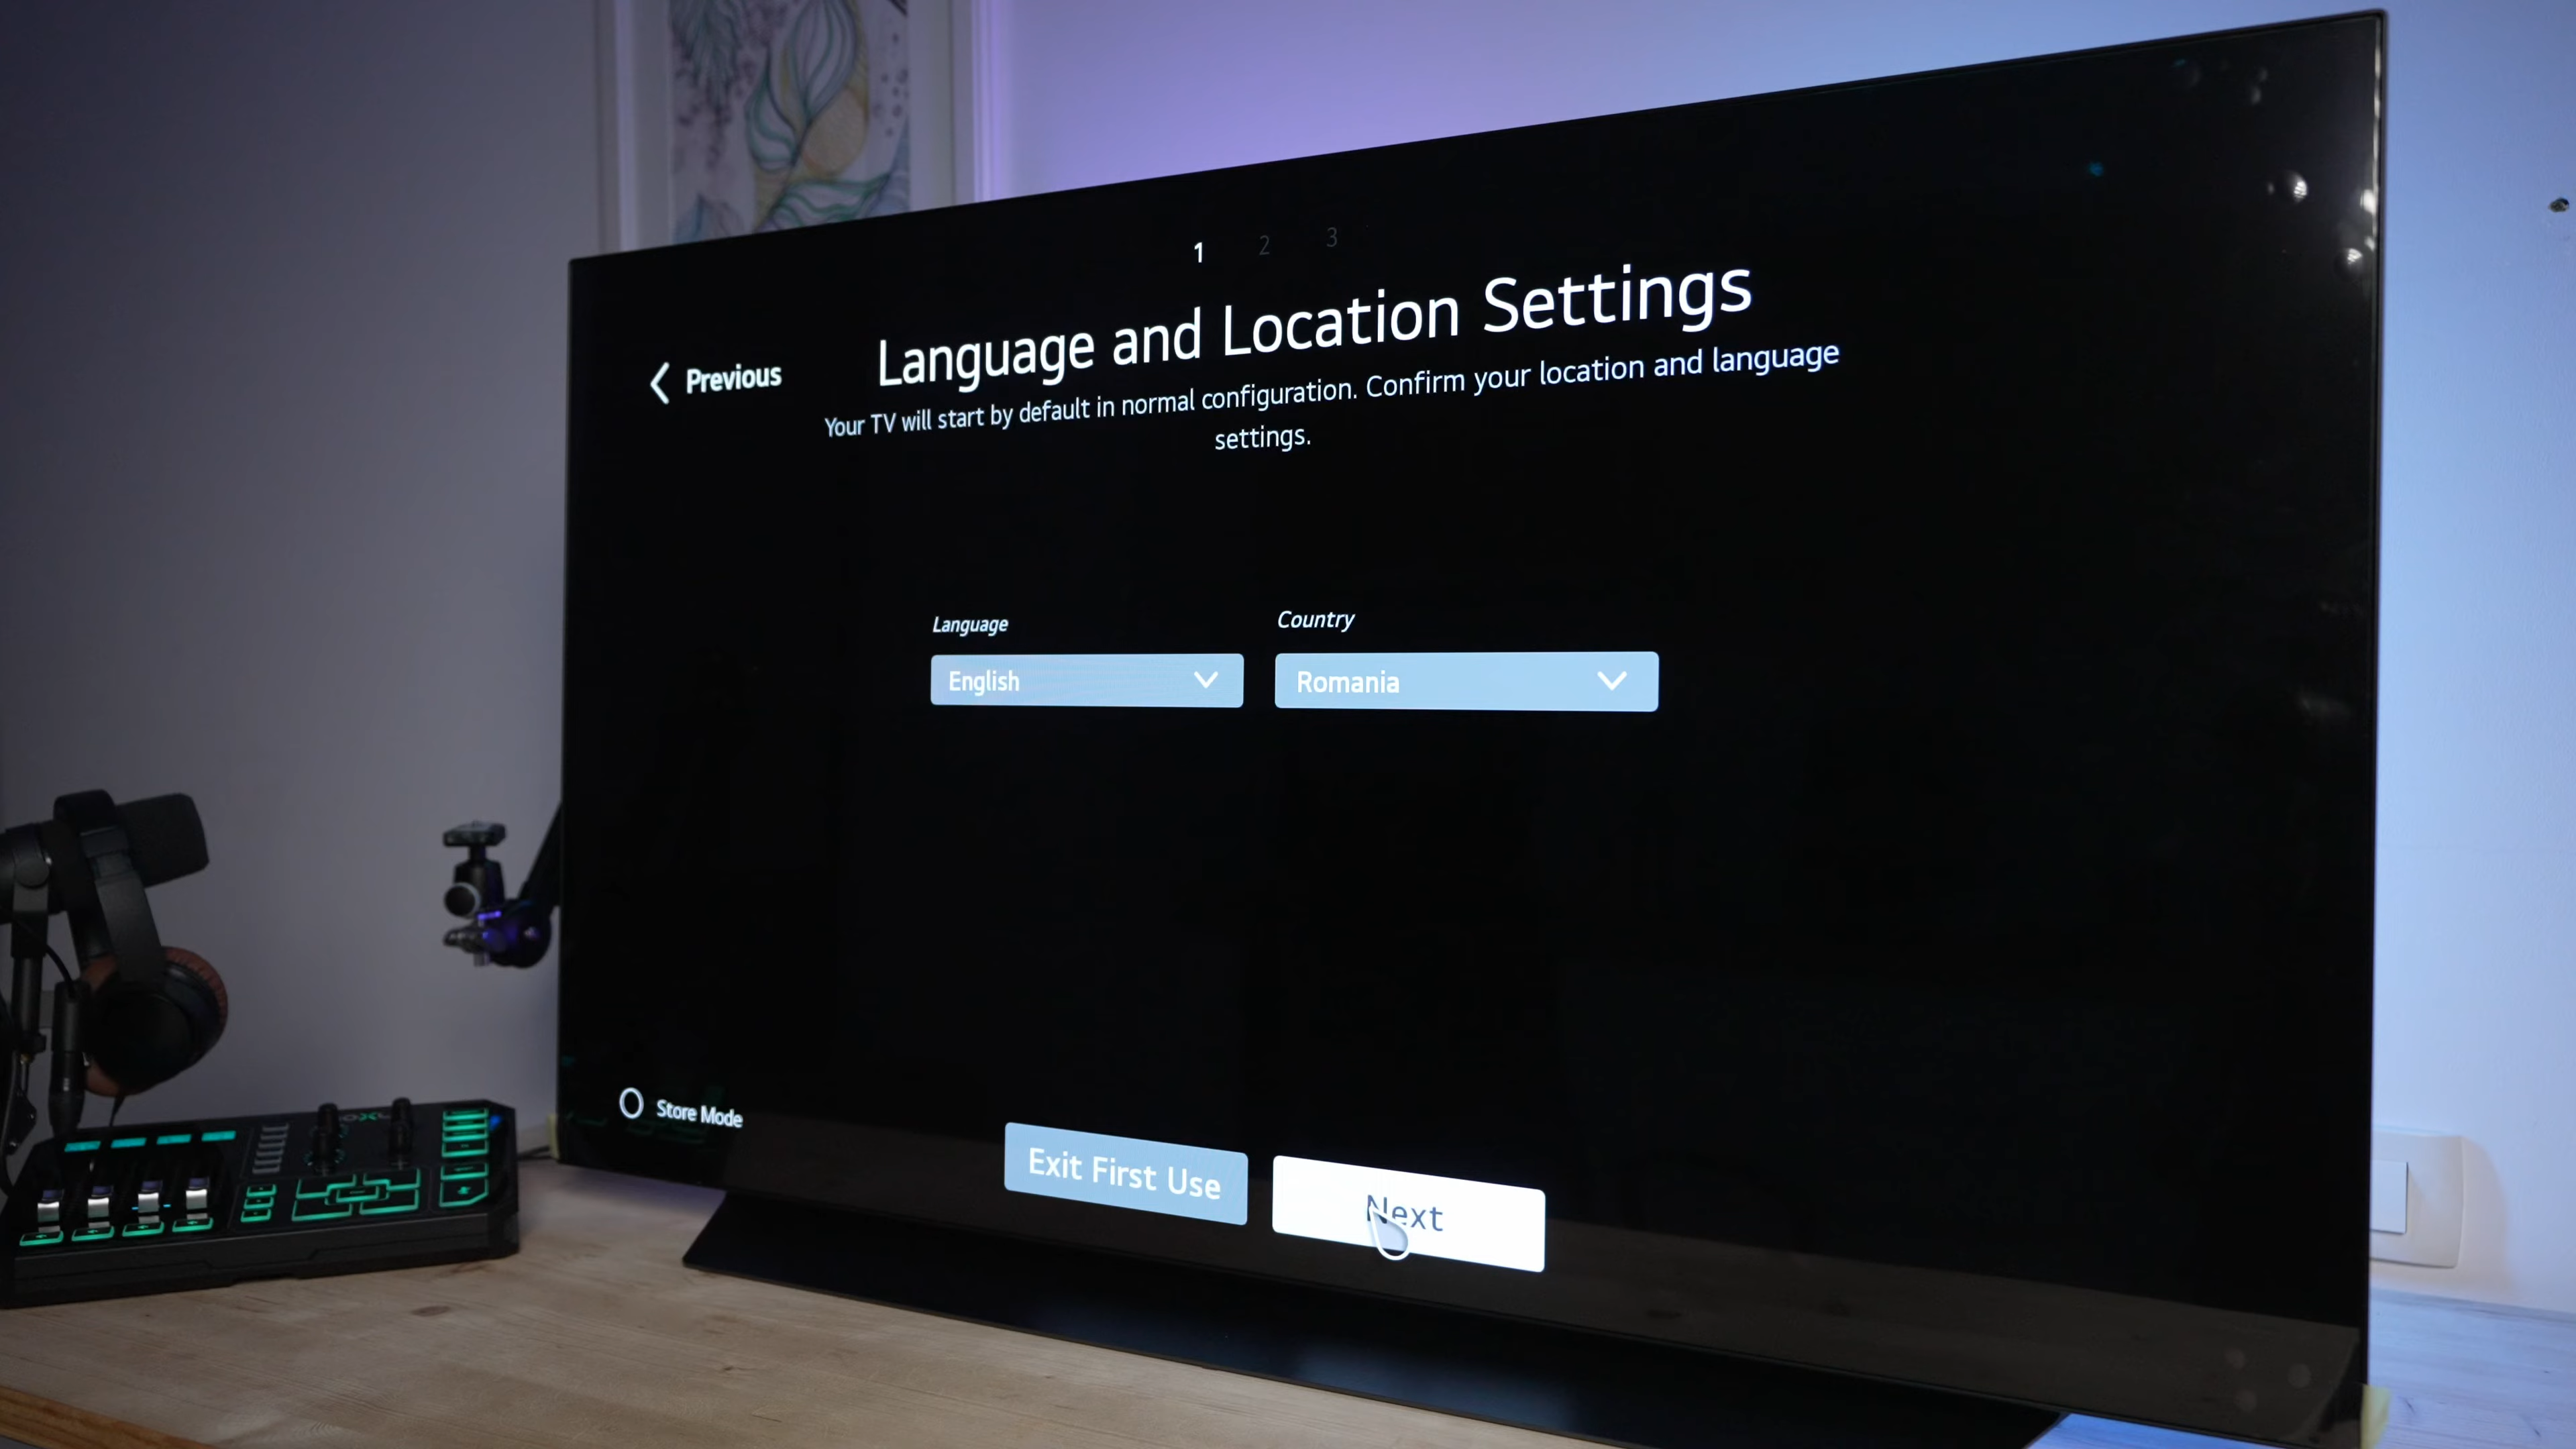 1 2 3
Previous
Language and Location Settings
Your TV will start by default in normal configuration. Confirm your location and language
settings.
Language
Country
English
Romania
Store Mode
Exit First Use
Next